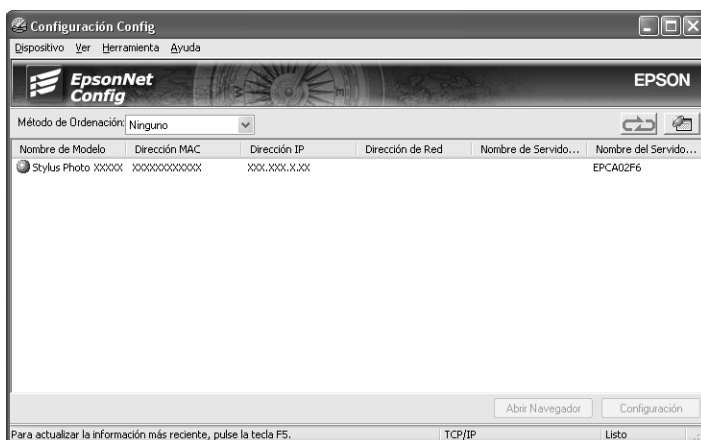 Configuración Config
Dispositivo Ver Herramienta Ayuda
EpsonNet
Config
EPSON
Método de Ordenación: Ninguno
Nombre de Modelo Dirección MAC Dirección IP Dirección de Red Nombre de Servido... Nombre del Servido...
Stylus Photo XXXXX XXXXXXXXXXXX XXX.XXX.X.XX EPCA02F6
Abrir Navegador Configuración
Para actualizar la información más reciente, pulse la tecla F5. TCP/IP Listo